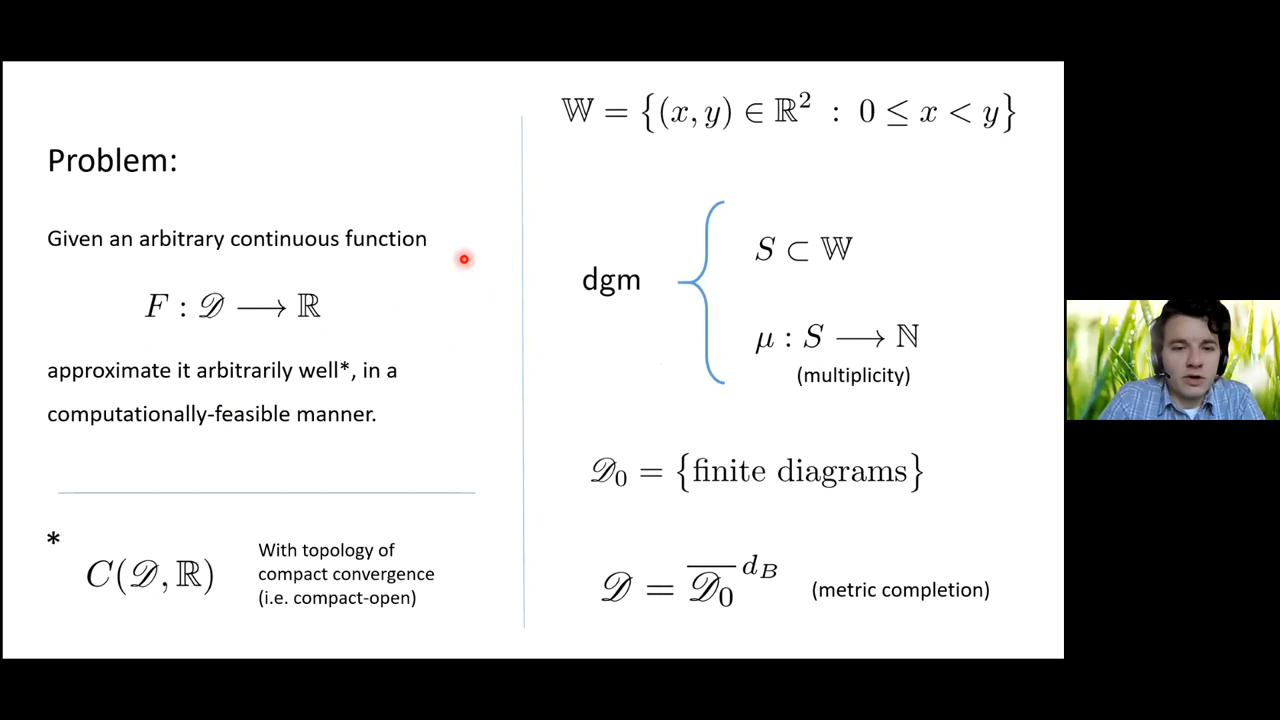 Problem:
Given an arbitrary continuous function
F : 𝒟 ⟶ ℝ
approximate it arbitrarily well*, in a
computationally-feasible manner.
*
C(𝒟, ℝ)
With topology of
compact convergence
(i.e. compact-open)
𝕎 = {(x, y) ∈ ℝ² : 0 ≤ x < y}
dgm
S ⊂ 𝕎
μ : S ⟶ ℕ
(multiplicity)
𝒟₀ = {finite diagrams}
𝒟 = \overline{𝒟₀}^{d_B} (metric completion)